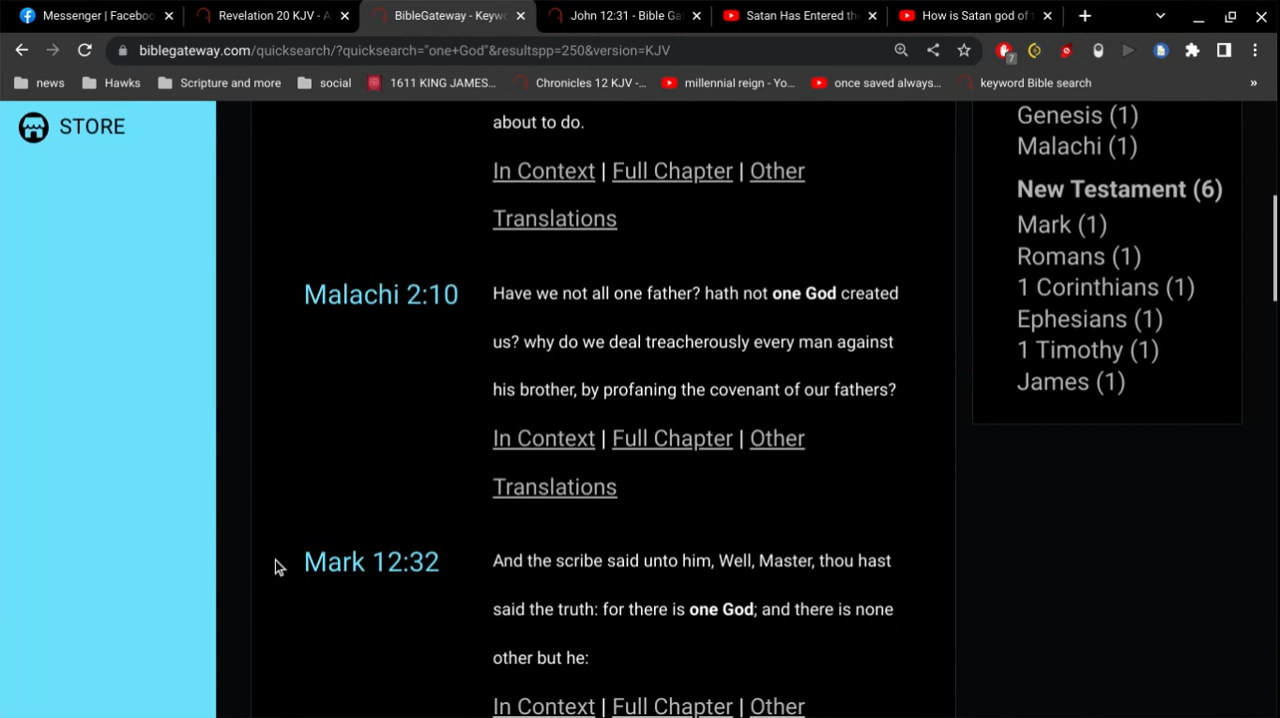 Messenger | Faceboo
Revelation 20 KJV - A
BibleGateway - Keyw
John 12:31 - Bible Ga
Satan Has Entered th
How is Satan god of t
biblegateway.com/quicksearch/?quicksearch="one+God"&resultspp=250&version=KJV
7
news
Hawks
Scripture and more
social
1611 KING JAMES...
Chronicles 12 KJV -...
millennial reign - Yo...
once saved always...
keyword Bible search
»
STORE
about to do.
In Context | Full Chapter | Other
Translations
Malachi 2:10
Have we not all one father? hath not one God created
us? why do we deal treacherously every man against
his brother, by profaning the covenant of our fathers?
In Context | Full Chapter | Other
Translations
Mark 12:32
And the scribe said unto him, Well, Master, thou hast
said the truth: for there is one God; and there is none
other but he:
In Context | Full Chapter | Other
Genesis (1)
Malachi (1)
New Testament (6)
Mark (1)
Romans (1)
1 Corinthians (1)
Ephesians (1)
1 Timothy (1)
James (1)